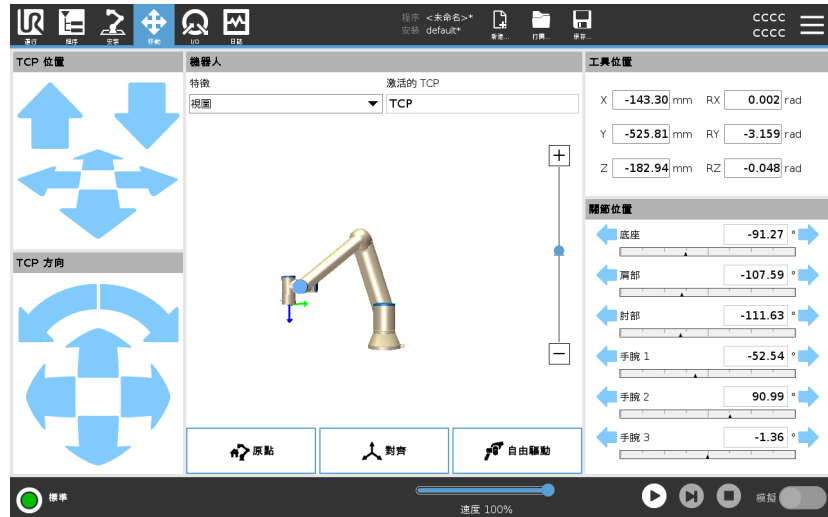 UR
運行 程序 安裝 移動 I/O 日誌
程序 <未命名>*
安裝 default*
新建... 打開... 保存...
cccc
cccc
TCP 位置
TCP 方向
機器人
特徵 激活的 TCP
視圖 TCP
原點 對齊 自由驅動
工具位置
X -143.30 mm RX 0.002 rad
Y -525.81 mm RY -3.159 rad
Z -182.94 mm RZ -0.048 rad
關節位置
底座 -91.27 °
肩部 -107.59 °
肘部 -111.63 °
手腕 1 -52.54 °
手腕 2 90.99 °
手腕 3 -1.36 °
標準
速度 100%
模擬